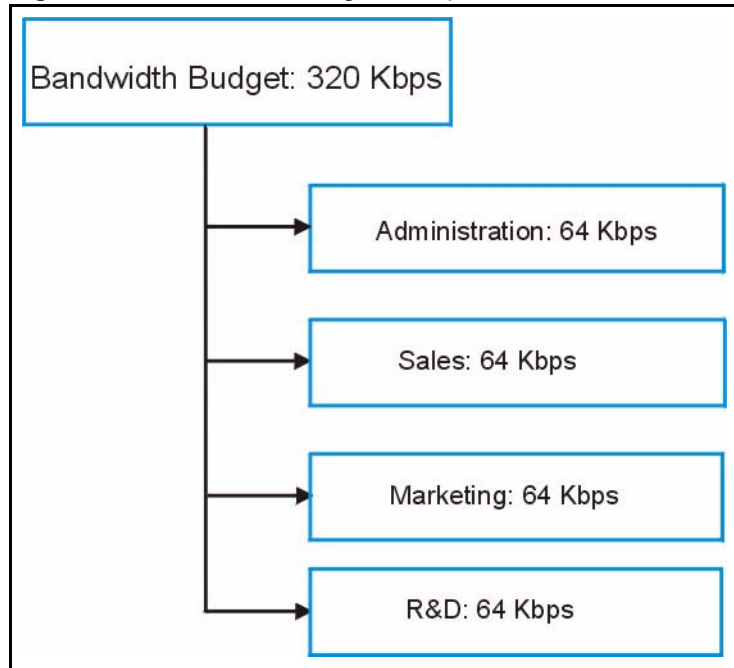 Bandwidth Budget: 320 Kbps
Administration: 64 Kbps
Sales: 64 Kbps
Marketing: 64 Kbps
R&D: 64 Kbps